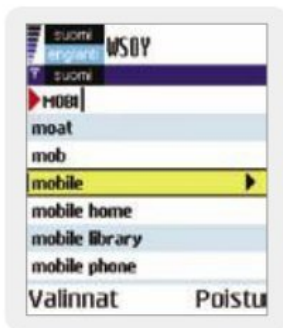 suomi
englanti WSOY
suomi
MOBI
moat
mob
mobile
mobile home
mobile library
mobile phone
Valinnat Poistu